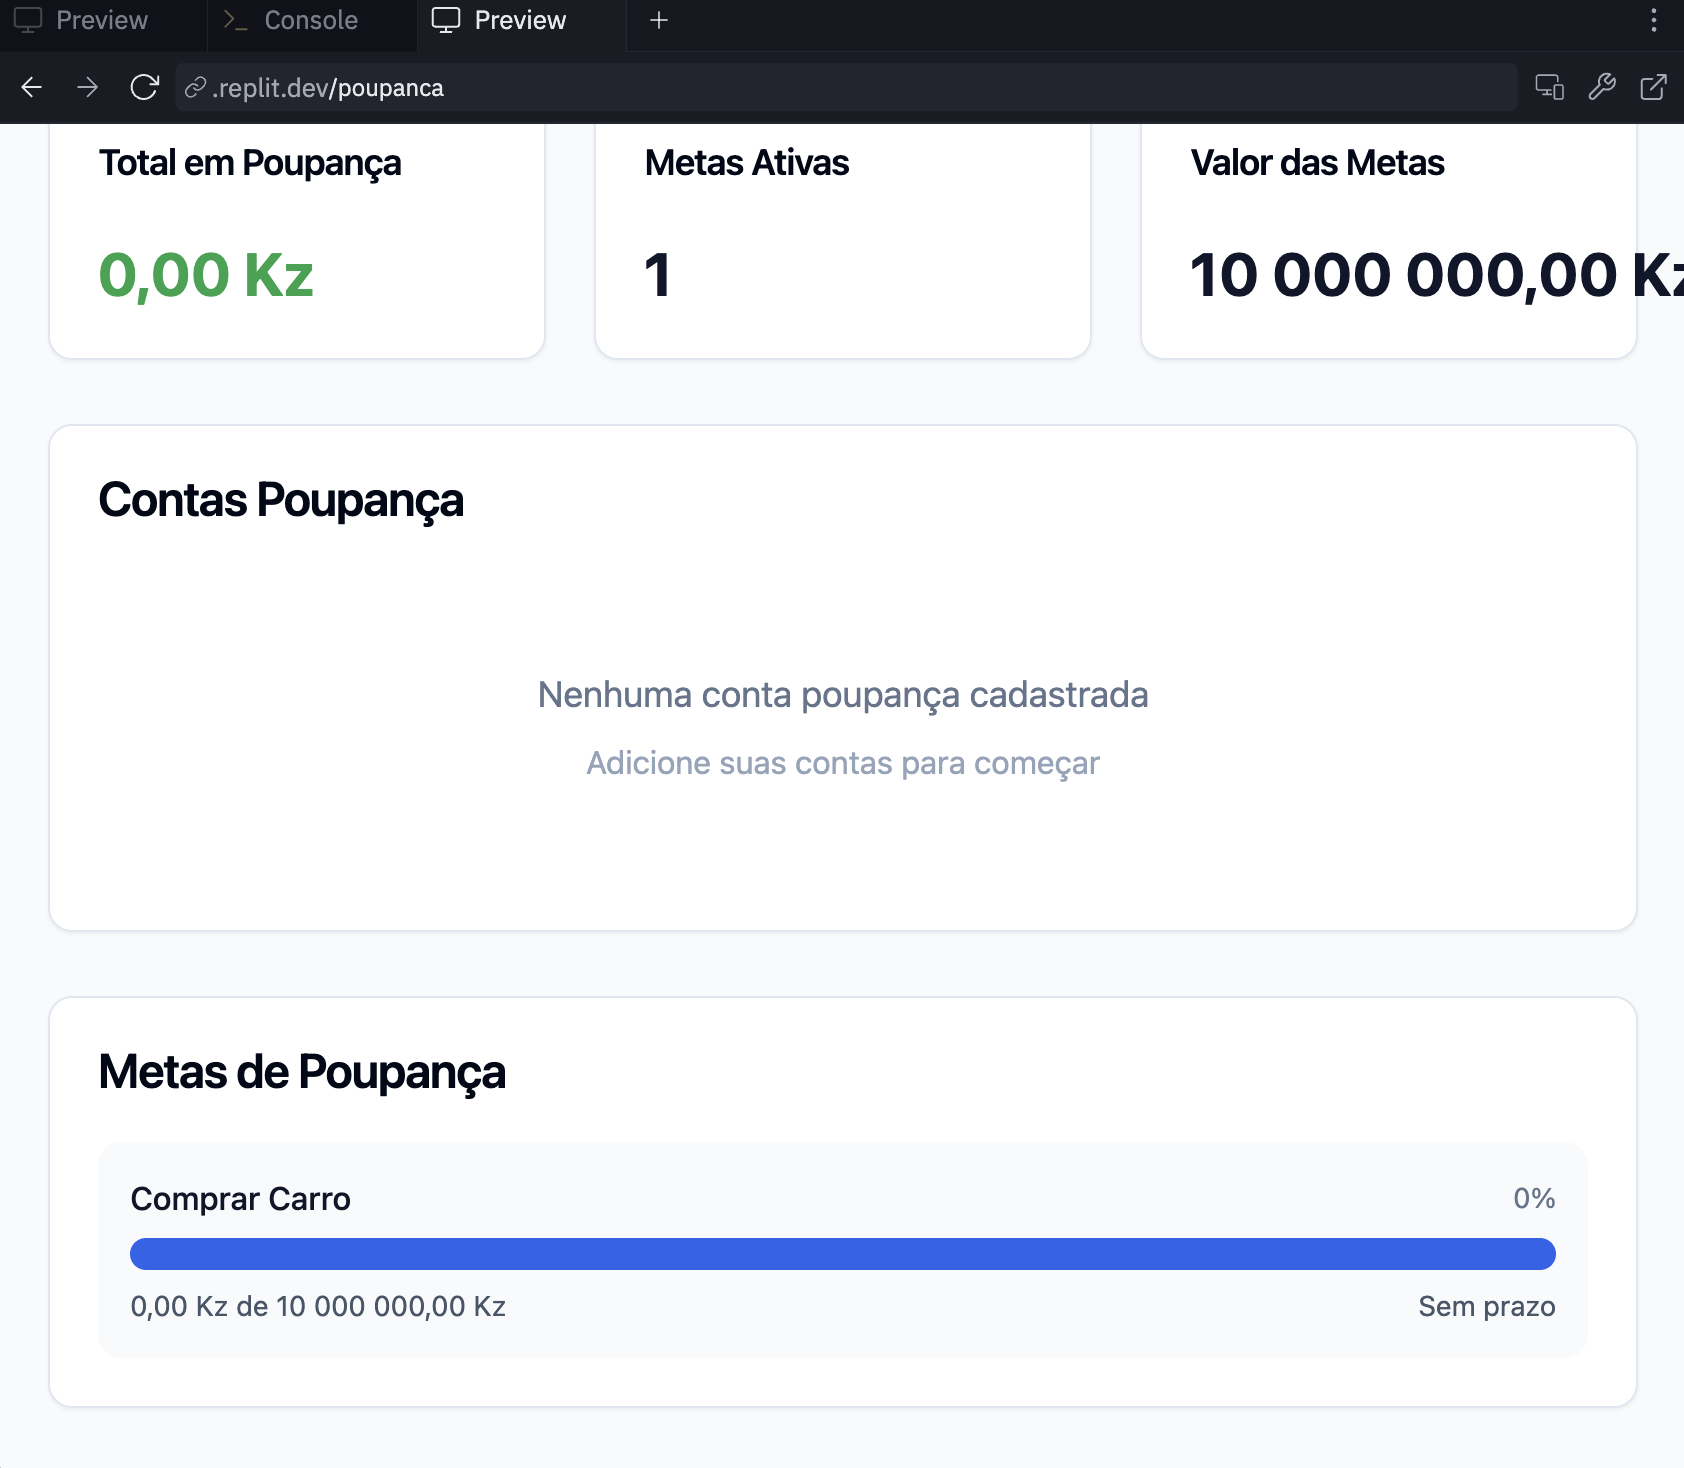 Preview
Console
Preview
.replit.dev/poupanca
Total em Poupança
0,00 Kz
Metas Ativas
1
Valor das Metas
10 000 000,00 Kz
Contas Poupança
Nenhuma conta poupança cadastrada
Adicione suas contas para começar
Metas de Poupança
Comprar Carro
0%
0,00 Kz de 10 000 000,00 Kz
Sem prazo